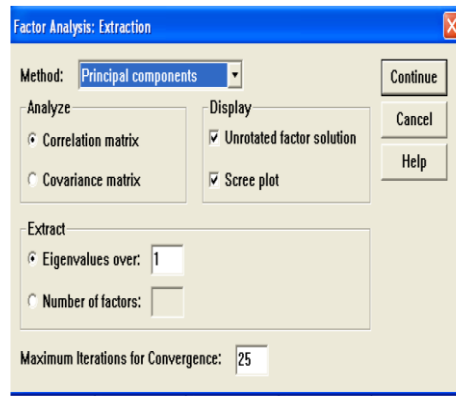 Factor Analysis: Extraction
Method: Principal components
Continue
Analyze
Display
Cancel
Correlation matrix
Unrotated factor solution
Help
Covariance matrix
Scree plot
Extract
Eigenvalues over: 1
Number of factors:
Maximum Iterations for Convergence: 25